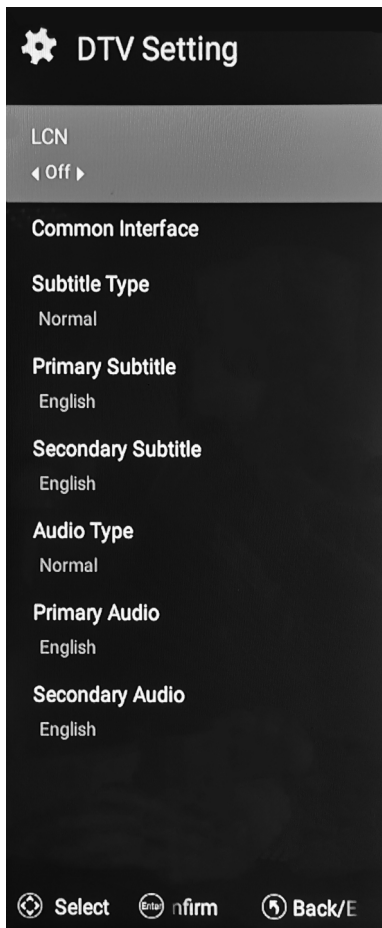 DTV Setting
LCN
Off
Common Interface
Subtitle Type
Normal
Primary Subtitle
English
Secondary Subtitle
English
Audio Type
Normal
Primary Audio
English
Secondary Audio
English
Select Enter nfirm Back/E